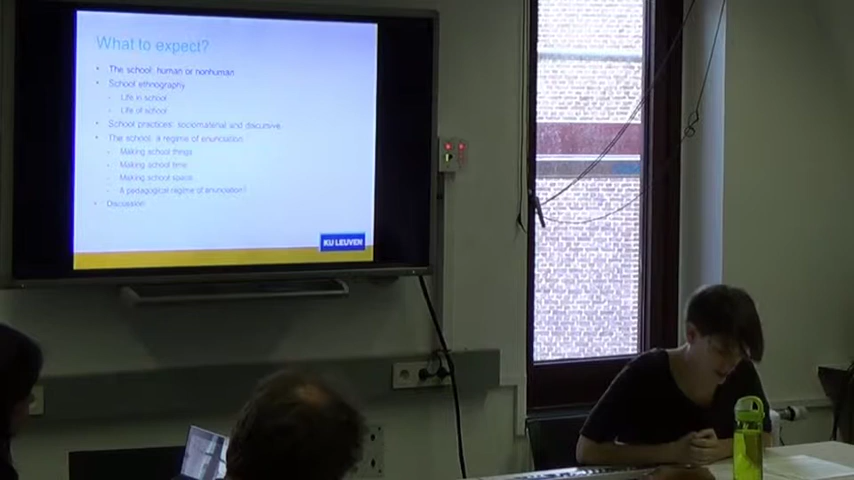 What to expect?
• The school: human or nonhuman
• School ethnography
- Life in school
- Life of school
• School practices: sociomaterial and discursive
• The school: a regime of enunciation
- Making school things
- Making school time
- Making school space
- A pedagogical regime of enunciation?
• Discussion
KU LEUVEN